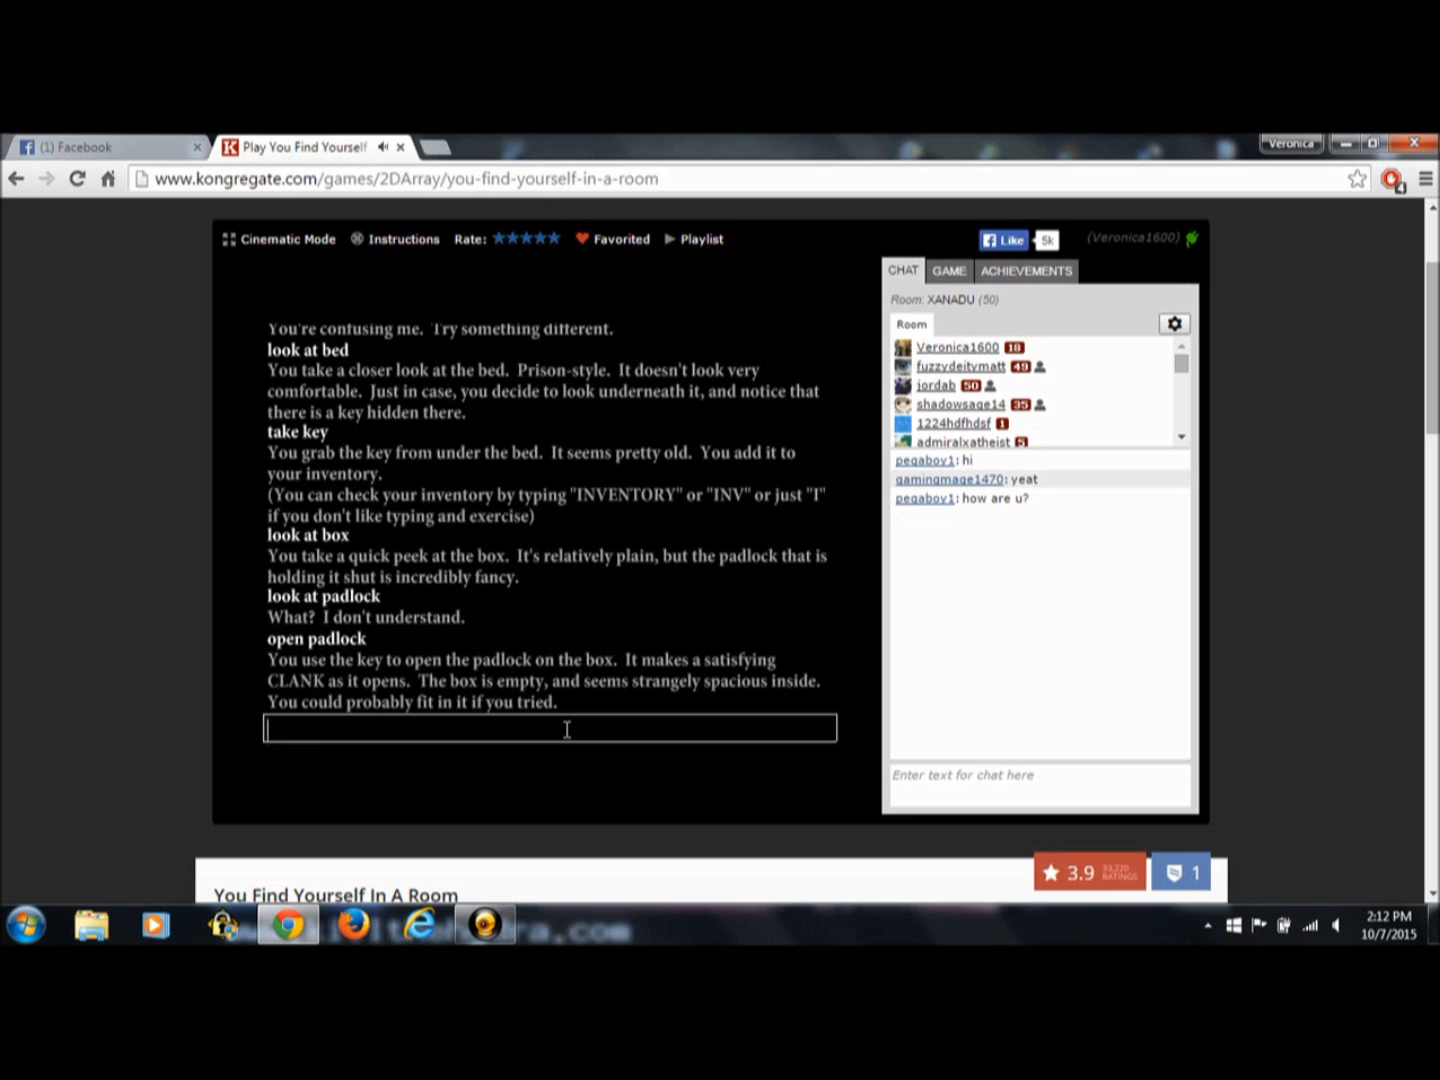 (1) Facebook
Play You Find Yourself
Veronica
www.kongregate.com/games/2DArray/you-find-yourself-in-a-room
4
Cinematic Mode
Instructions
Rate:
Favorited
Playlist
Like
5k
(Veronica1600)
You're confusing me. Try something different.
look at bed
You take a closer look at the bed. Prison-style. It doesn't look very
comfortable. Just in case, you decide to look underneath it, and notice that
there is a key hidden there.
take key
You grab the key from under the bed. It seems pretty old. You add it to
your inventory.
(You can check your inventory by typing "INVENTORY" or "INV" or just "I"
if you don't like typing and exercise)
look at box
You take a quick peek at the box. It's relatively plain, but the padlock that is
holding it shut is incredibly fancy.
look at padlock
What? I don't understand.
open padlock
You use the key to open the padlock on the box. It makes a satisfying
CLANK as it opens. The box is empty, and seems strangely spacious inside.
You could probably fit in it if you tried.
CHAT
GAME
ACHIEVEMENTS
Room: XANADU (50)
Room
Veronica1600 18
fuzzydeitymatt 49
jordab 50
shadowsage14 35
1224hdfhdsf 1
admiralxatheist 5
pegaboy1: hi
gamingmage1470: yeat
pegaboy1: how are u?
Enter text for chat here
3.9 33,220
RATINGS
1
You Find Yourself In A Room
2:12 PM
10/7/2015